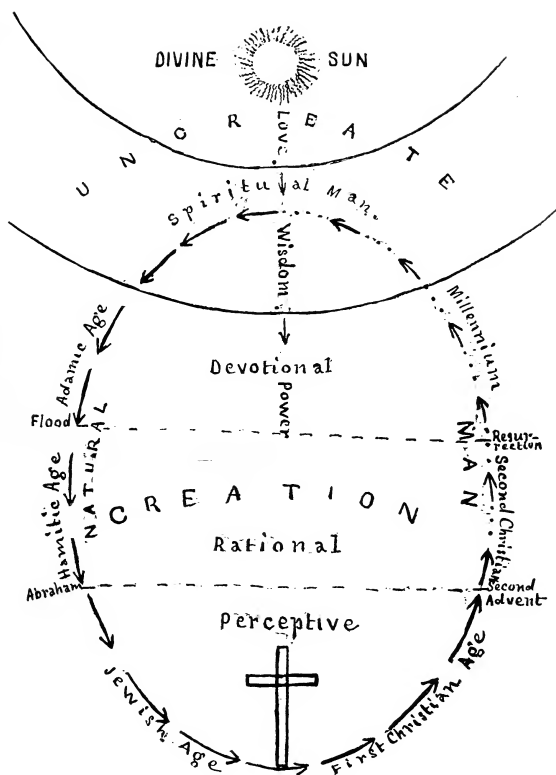 DIVINE SUN
Love.
UNCREATE
Spiritual Man.
Wisdom.
Millennium
Adamic Age
Devotional
Power
Flood
NATURAL
MAN
Resur-
rection
Hamitic Age
CREATION
Second Christian
Rational
Abraham
Second
Advent
Perceptive
Jewish Age
First Christian Age